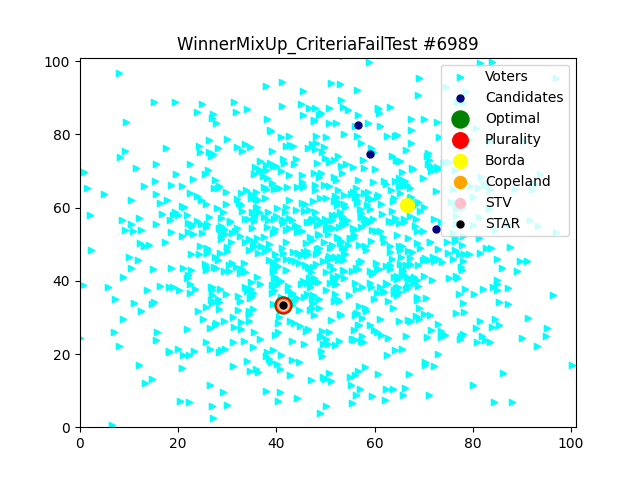 WinnerMixUp_CriteriaFailTest #6989
100
80
60
40
20
0
0
20
40
60
80
100
Voters
Candidates
Optimal
Plurality
Borda
Copeland
STV
STAR